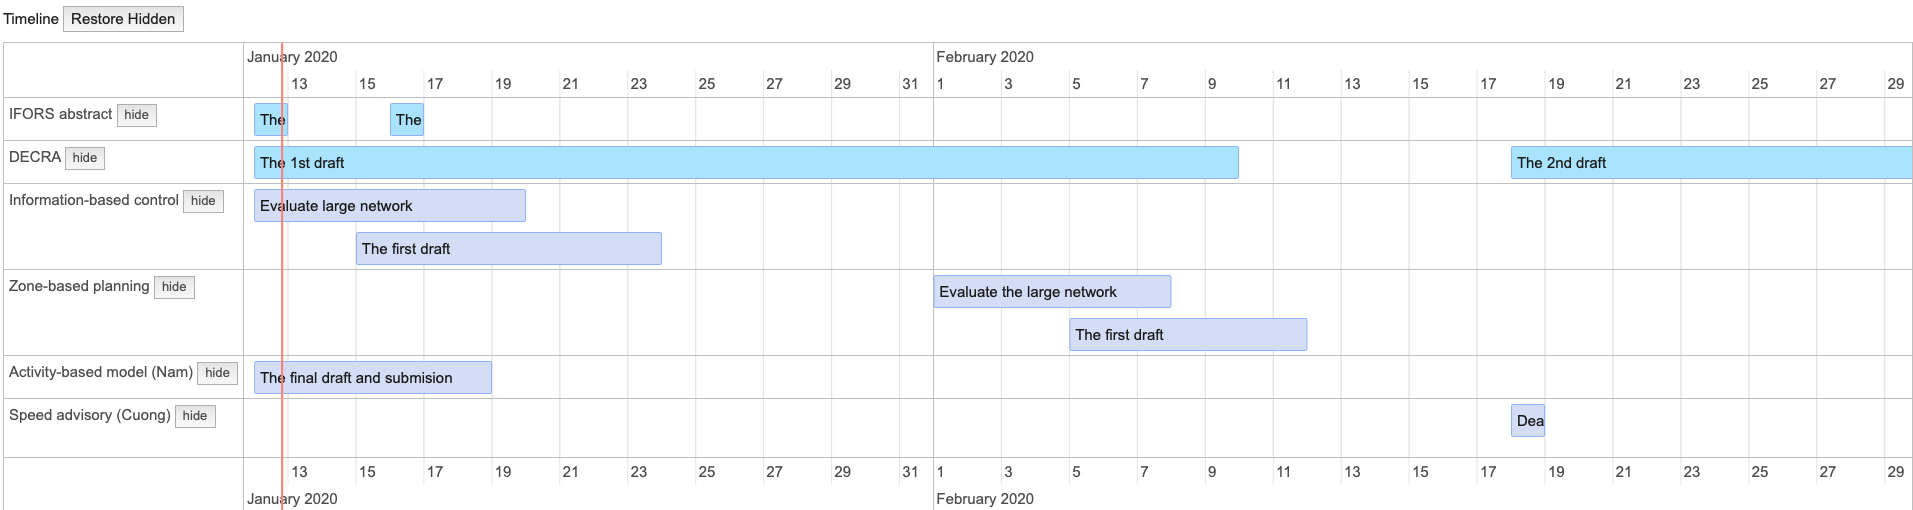 Timeline Restore Hidden
January 2020 February 2020
13 15 17 19 21 23 25 27 29 31 1 3 5 7 9 11 13 15 17 19 21 23 25 27 29
IFORS abstract hide The The
DECRA hide The 1st draft The 2nd draft
Information-based control hide Evaluate large network
The first draft
Zone-based planning hide Evaluate the large network
The first draft
Activity-based model (Nam) hide The final draft and submision
Speed advisory (Cuong) hide Dea
13 15 17 19 21 23 25 27 29 31 1 3 5 7 9 11 13 15 17 19 21 23 25 27 29
January 2020 February 2020